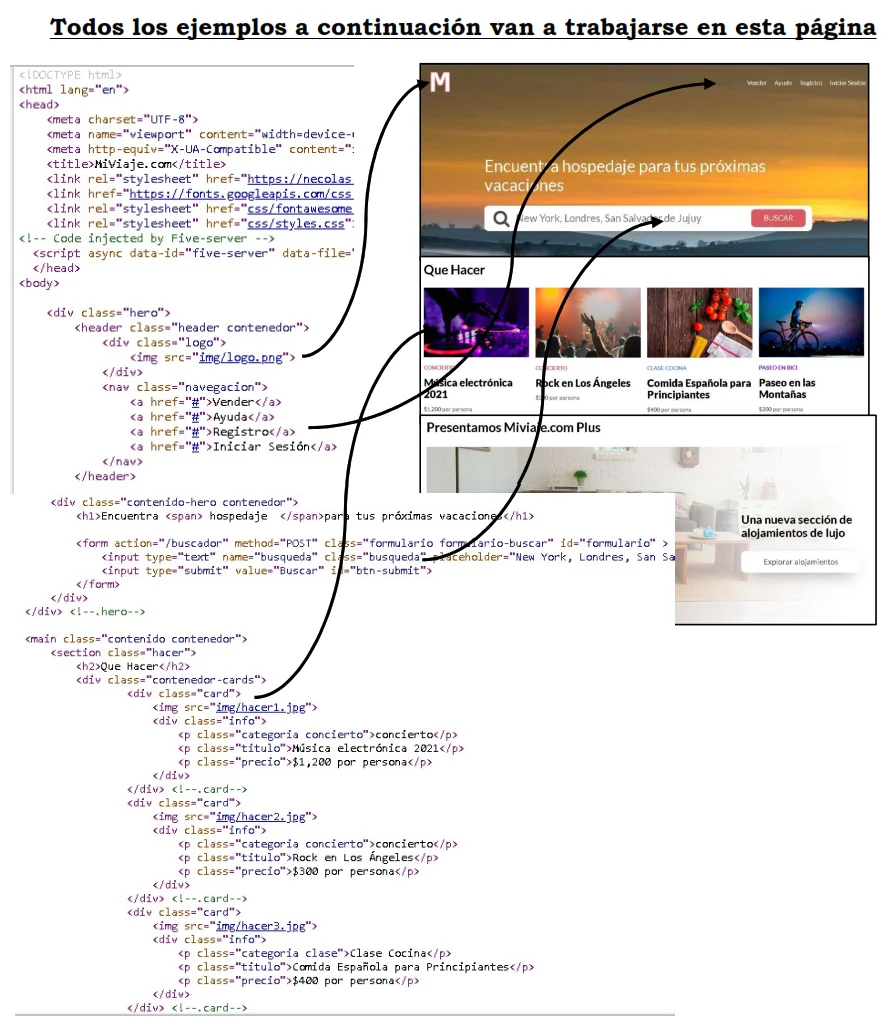 Todos los ejemplos a continuación van a trabajarse en esta página
<!DOCTYPE html>
<html lang="en">
<head>
<meta charset="UTF-8">
<meta name="viewport" content="width=device-
<meta http-equiv="X-UA-Compatible" content="
<title>MiViaje.com</title>
<link rel="stylesheet" href="https://necolas
<link href="https://fonts.googleapis.com/css
<link rel="stylesheet" href="css/fontawesome
<link rel="stylesheet" href="css/styles.css"
<!-- Code injected by Five-server -->
<script async data-id="five-server" data-file="
</head>
<body>
<div class="hero">
<header class="header contenedor">
<div class="logo">
<img src="img/logo.png">
</div>
<nav class="navegacion">
<a href="#">Vender</a>
<a href="#">Ayuda</a>
<a href="#">Registro</a>
<a href="#">Iniciar Sesión</a>
</nav>
</header>
<div class="contenido-hero contenedor">
<h1>Encuentra <span> hospedaje </span>para tus próximas vacaciones</h1>
<form action="/buscador" method="POST" class="formulario formulario-buscar" id="formulario" >
<input type="text" name="busqueda" class="busqueda" placeholder="New York, Londres, San Sa
<input type="submit" value="Buscar" id="btn-submit">
</form>
</div>
</div> <!--.hero-->
<main class="contenido contenedor">
<section class="hacer">
<h2>Que Hacer</h2>
<div class="contenedor-cards">
<div class="card">
<img src="img/hacer1.jpg">
<div class="info">
<p class="categoria concierto">concierto</p>
<p class="titulo">Música electrónica 2021</p>
<p class="precio">$1,200 por persona</p>
</div>
</div> <!--.card-->
<div class="card">
<img src="img/hacer2.jpg">
<div class="info">
<p class="categoria concierto">concierto</p>
<p class="titulo">Rock en Los Ángeles</p>
<p class="precio">$300 por persona</p>
</div>
</div> <!--.card-->
<div class="card">
<img src="img/hacer3.jpg">
<div class="info">
<p class="categoria clase">Clase Cocina</p>
<p class="titulo">Comida Española para Principiantes</p>
<p class="precio">$400 por persona</p>
</div>
</div> <!--.card-->
M
Vender Ayuda Registro Iniciar Sesión
Encuentra hospedaje para tus próximas
vacaciones
New York, Londres, San Salvador de Jujuy
BUSCAR
Que Hacer
CONCIERTO
Música electrónica
2021
$1,200 por persona
CONCIERTO
Rock en Los Ángeles
$300 por persona
CLASE COCINA
Comida Española para
Principiantes
$400 por persona
PASEO EN BICI
Paseo en las
Montañas
$200 por persona
Presentamos Miviaje.com Plus
Una nueva sección de
alojamientos de lujo
Explorar alojamientos